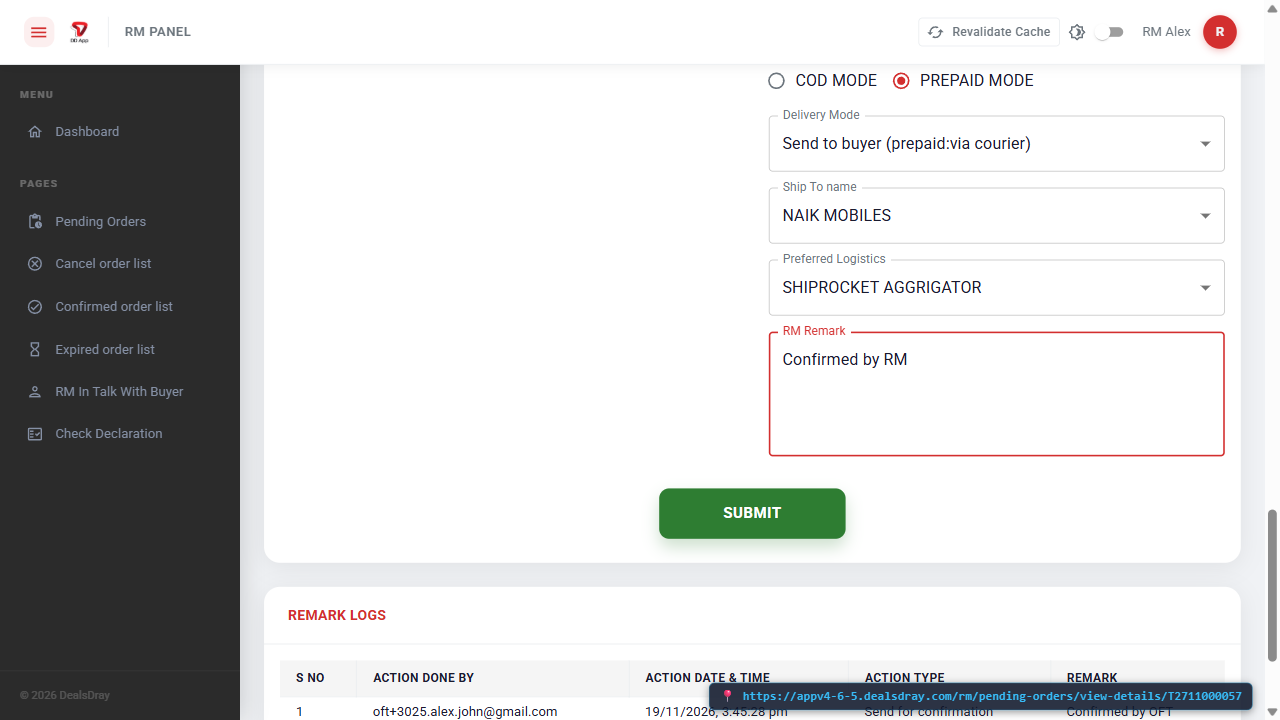 DD App
RM PANEL
Revalidate Cache
RM Alex
R
MENU
Dashboard
PAGES
Pending Orders
Cancel order list
Confirmed order list
Expired order list
RM In Talk With Buyer
Check Declaration
© 2026 DealsDray
COD MODE
PREPAID MODE
Delivery Mode
Send to buyer (prepaid:via courier)
Ship To name
NAIK MOBILES
Preferred Logistics
SHIPROCKET AGGRIGATOR
RM Remark
Confirmed by RM
SUBMIT
REMARK LOGS
S NO ACTION DONE BY ACTION DATE & TIME ACTION TYPE REMARK
1 oft+3025.alex.john@gmail.com 19/11/2026, 3:45:28 pm Send for confirmation Confirmed by OFT
https://appv4-6-5.dealsdray.com/rm/pending-orders/view-details/T2711000057